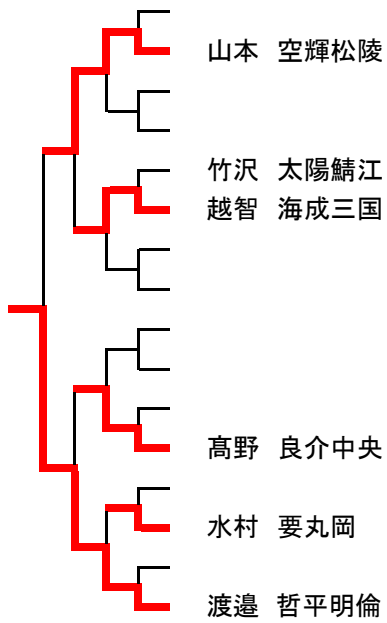 山本 空輝松陵
竹沢 太陽鯖江
越智 海成三国
髙野 良介中央
水村 要丸岡
渡邉 哲平明倫